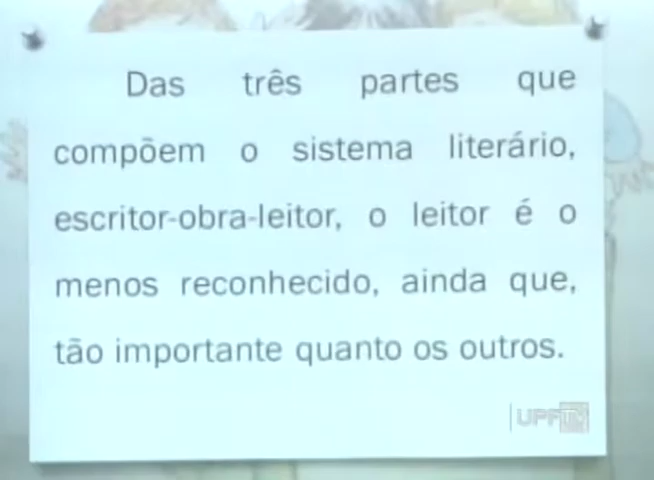 Das três partes que
compõem o sistema literário,
escritor-obra-leitor, o leitor é o
menos reconhecido, ainda que,
tão importante quanto os outros.
UPFTV